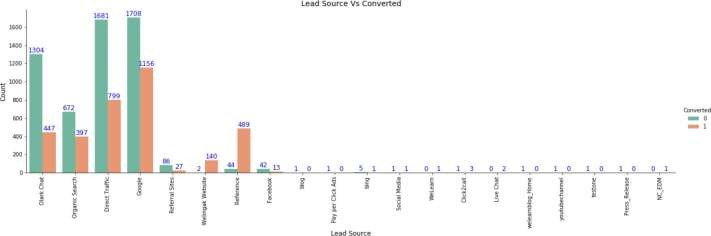 Lead Source Vs Converted
1600
1400
1200
1000
800
600
400
200
0
Count
1304
447
672
397
1681
799
1708
1156
86
27
2
140
44
489
42
13
1
0
1
0
5
1
1
1
0
1
1
3
0
2
1
0
1
0
1
0
1
0
0
1
Olark Chat
Organic Search
Direct Traffic
Google
Referral Sites
Welingak Website
Reference
Facebook
blog
Pay per Click Ads
bing
Social Media
WeLearn
Click2call
Live Chat
welearnblog_Home
youtubechannel
testone
Press_Release
NC_EDM
Lead Source
Converted
0
1